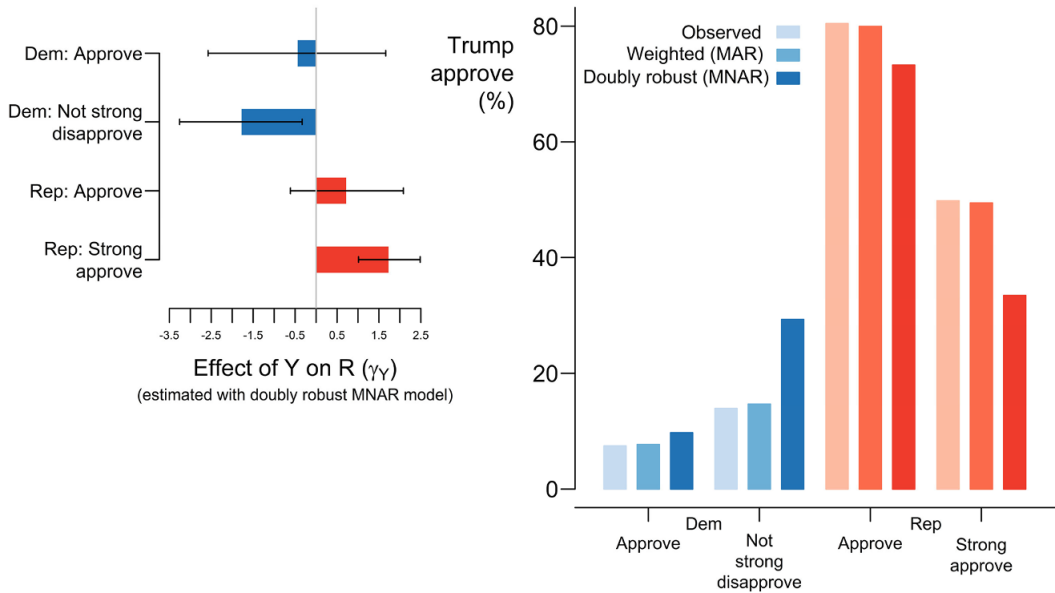 Dem: Approve
Dem: Not strong
disapprove
Rep: Approve
Rep: Strong
approve
-3.5 -2.5 -1.5 -0.5 0.5 1.5 2.5
Effect of Y on R (γY)
(estimated with doubly robust MNAR model)
Trump
approve
(%)
80
60
40
20
0
Observed
Weighted (MAR)
Doubly robust (MNAR)
Dem Rep
Approve
Not
strong
disapprove
Approve
Strong
approve